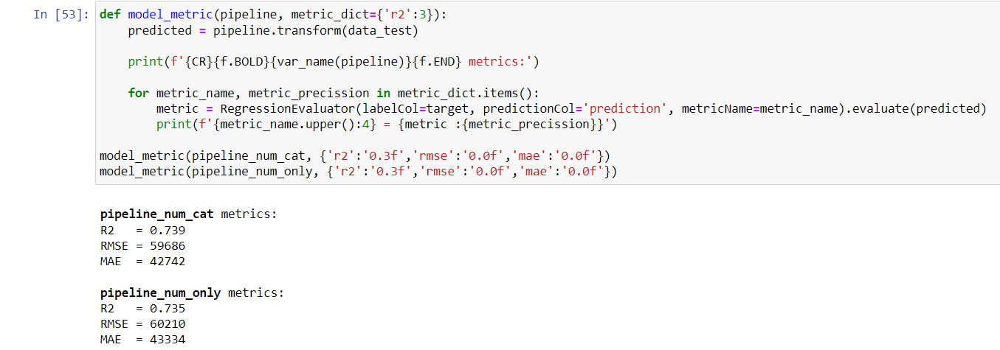 In [53]: def model_metric(pipeline, metric_dict={'r2':3}):
    predicted = pipeline.transform(data_test)
    print(f'{CR}{f.BOLD}{var_name(pipeline)}{f.END} metrics:')
    for metric_name, metric_precission in metric_dict.items():
        metric = RegressionEvaluator(labelCol=target, predictionCol='prediction', metricName=metric_name).evaluate(predicted)
        print(f'{metric_name.upper():4} = {metric :{metric_precission}}')
model_metric(pipeline_num_cat, {'r2':'0.3f','rmse':'0.0f','mae':'0.0f'})
model_metric(pipeline_num_only, {'r2':'0.3f','rmse':'0.0f','mae':'0.0f'})
pipeline_num_cat metrics:
R2   = 0.739
RMSE = 59686
MAE  = 42742
pipeline_num_only metrics:
R2   = 0.735
RMSE = 60210
MAE  = 43334